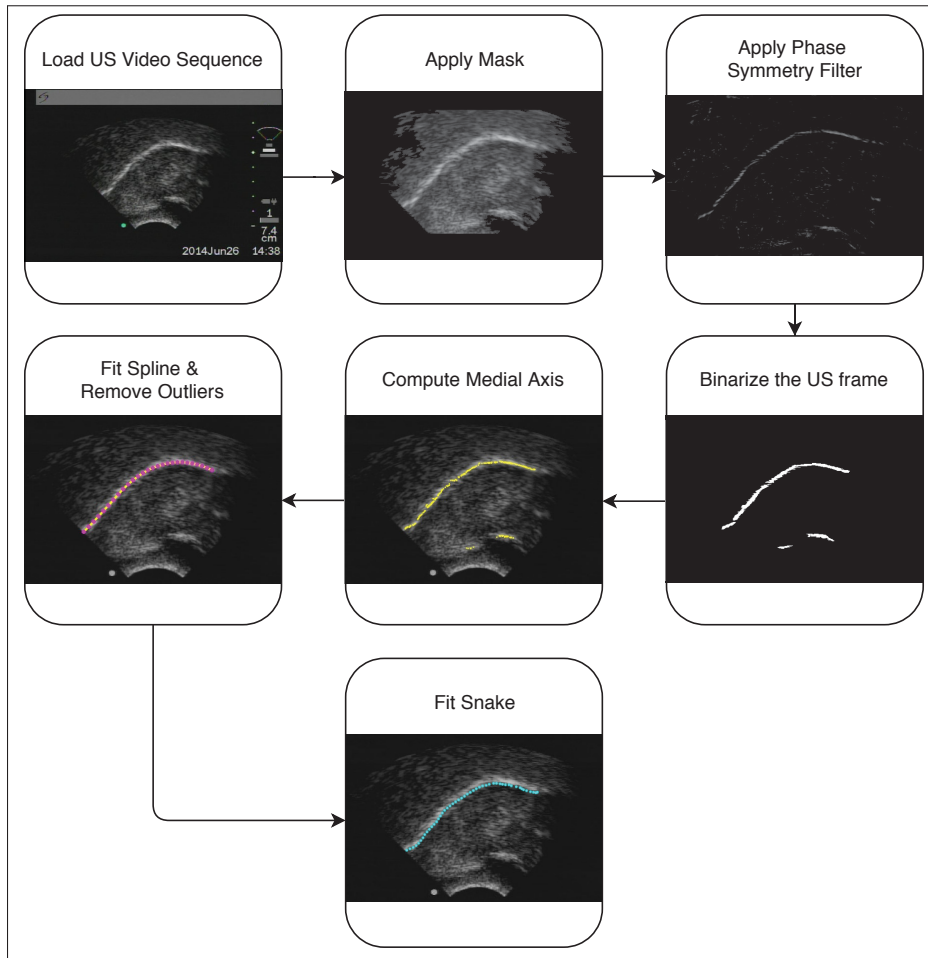 Load US Video Sequence
1
7.4
cm
2014Jun26 14:38
Apply Mask
Apply Phase
Symmetry Filter
Binarize the US frame
Compute Medial Axis
Fit Spline &
Remove Outliers
Fit Snake